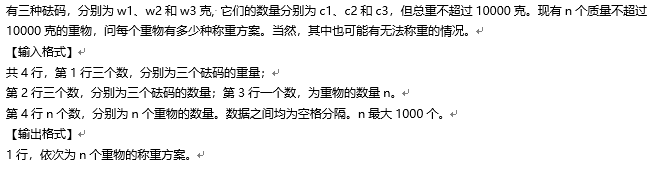 有三种砝码，分别为 w1、w2 和 w3 克, 它们的数量分别为 c1、c2 和 c3，但总重不超过 10000 克。现有 n 个质量不超过
10000 克的重物，问每个重物有多少种称重方案。当然，其中也可能有无法称重的情况。
【输入格式】
共 4 行，第 1 行三个数，分别为三个砝码的重量；
第 2 行三个数，分别为三个砝码的数量；第 3 行一个数，为重物的数量 n。
第 4 行 n 个数，分别为 n 个重物的数量。数据之间均为空格分隔。n 最大 1000 个。
【输出格式】
1 行，依次为 n 个重物的称重方案。